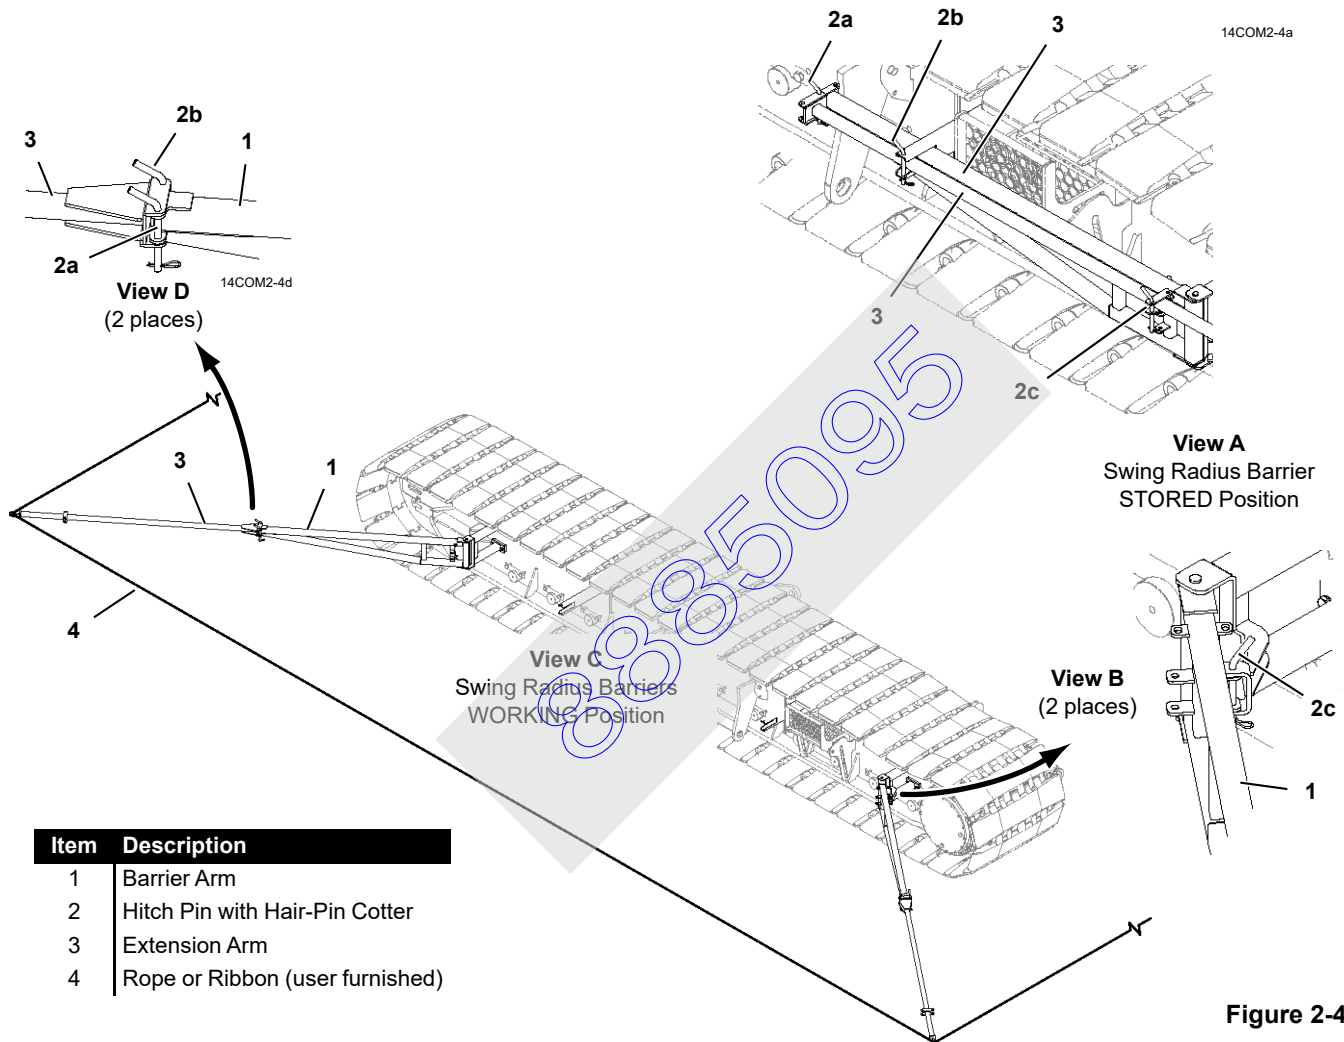 2a
2b
3
14COM2-4a
2b
3
1
2a
14COM2-4d
View D
(2 places)
3
2c
View A
Swing Radius Barrier
STORED Position
3
1
4
View C
Swing Radius Barriers
WORKING Position
View B
(2 places)
2c
1
8885095
Item Description
1 Barrier Arm
2 Hitch Pin with Hair-Pin Cotter
3 Extension Arm
4 Rope or Ribbon (user furnished)
Figure 2-4